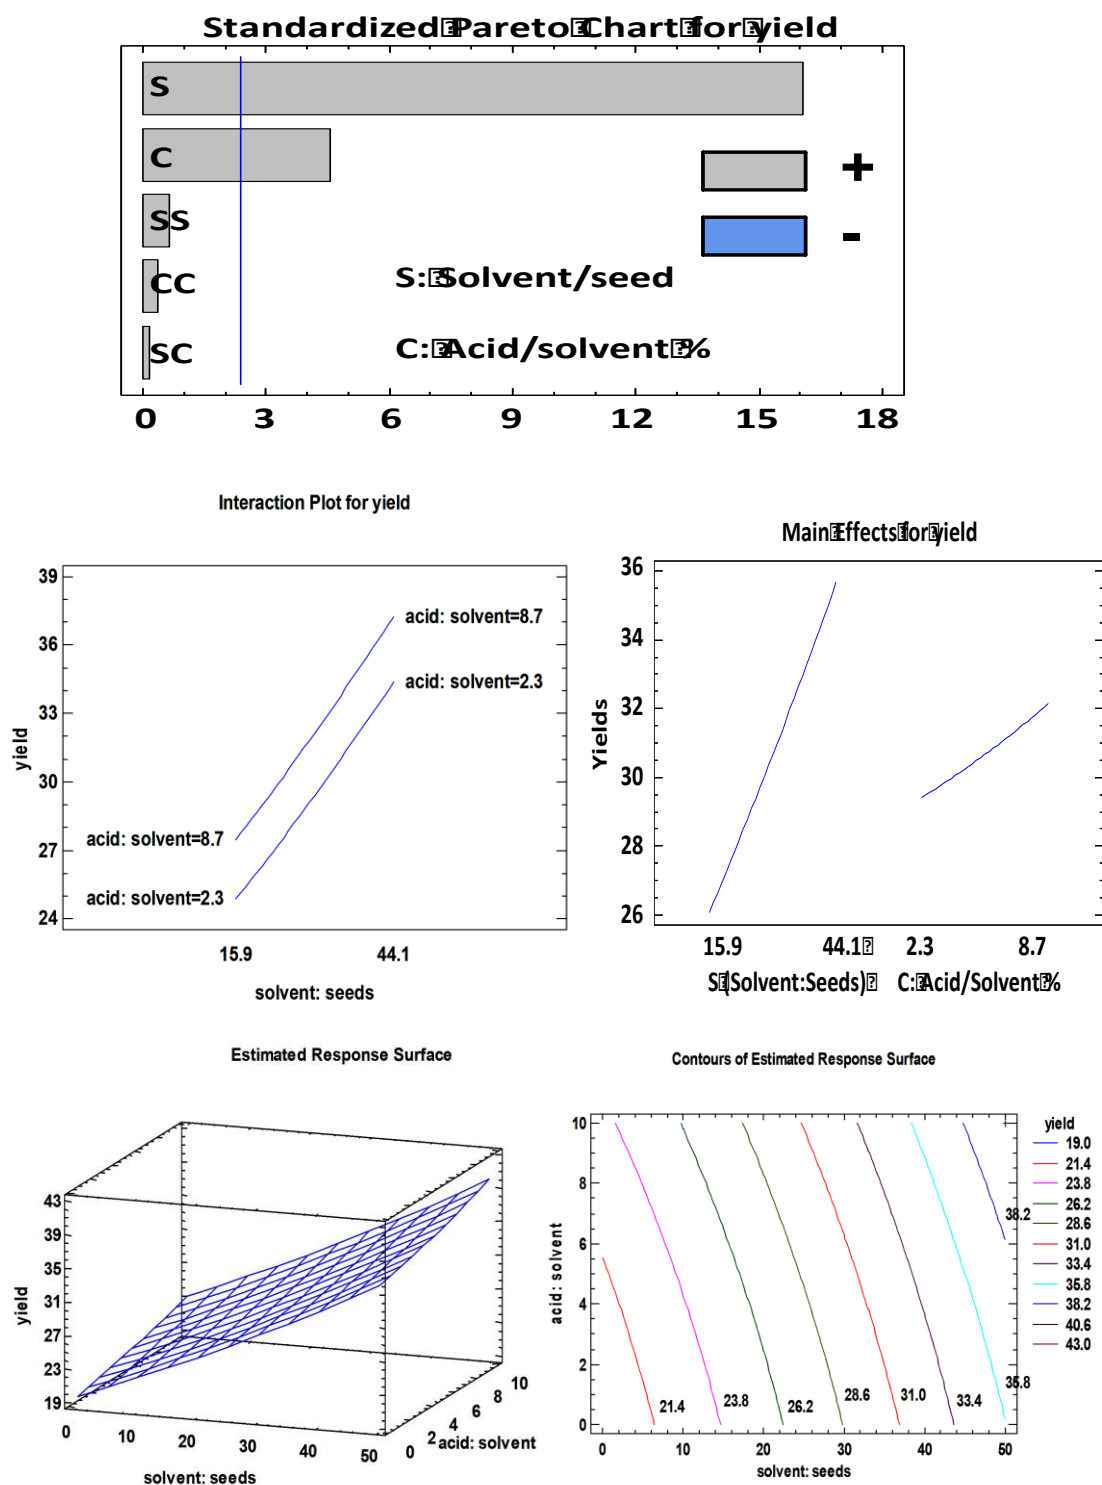 Standardized Pareto Chart for yield
S
C
SS
CC
SC
+
-
S: Solvent/seed
C: Acid/solvent %
0 3 6 9 12 15 18
Interaction Plot for yield
yield
39
36
33
30
27
24
acid: solvent=8.7
acid: solvent=2.3
acid: solvent=8.7
acid: solvent=2.3
15.9 44.1
solvent: seeds
Main Effects for yield
Yields
36
34
32
30
28
26
15.9 44.1 2.3 8.7
S (Solvent:Seeds) C: Acid/Solvent %
Estimated Response Surface
yield
43
39
35
31
27
23
19
0 10 20 30 40 50
solvent: seeds
0 2 4 6 8 10
acid: solvent
Contours of Estimated Response Surface
acid: solvent
10
8
6
4
2
0
21.4 23.8 26.2 28.6 31.0 33.4 35.8 38.2
0 10 20 30 40 50
solvent: seeds
yield
19.0
21.4
23.8
26.2
28.6
31.0
33.4
35.8
38.2
40.6
43.0